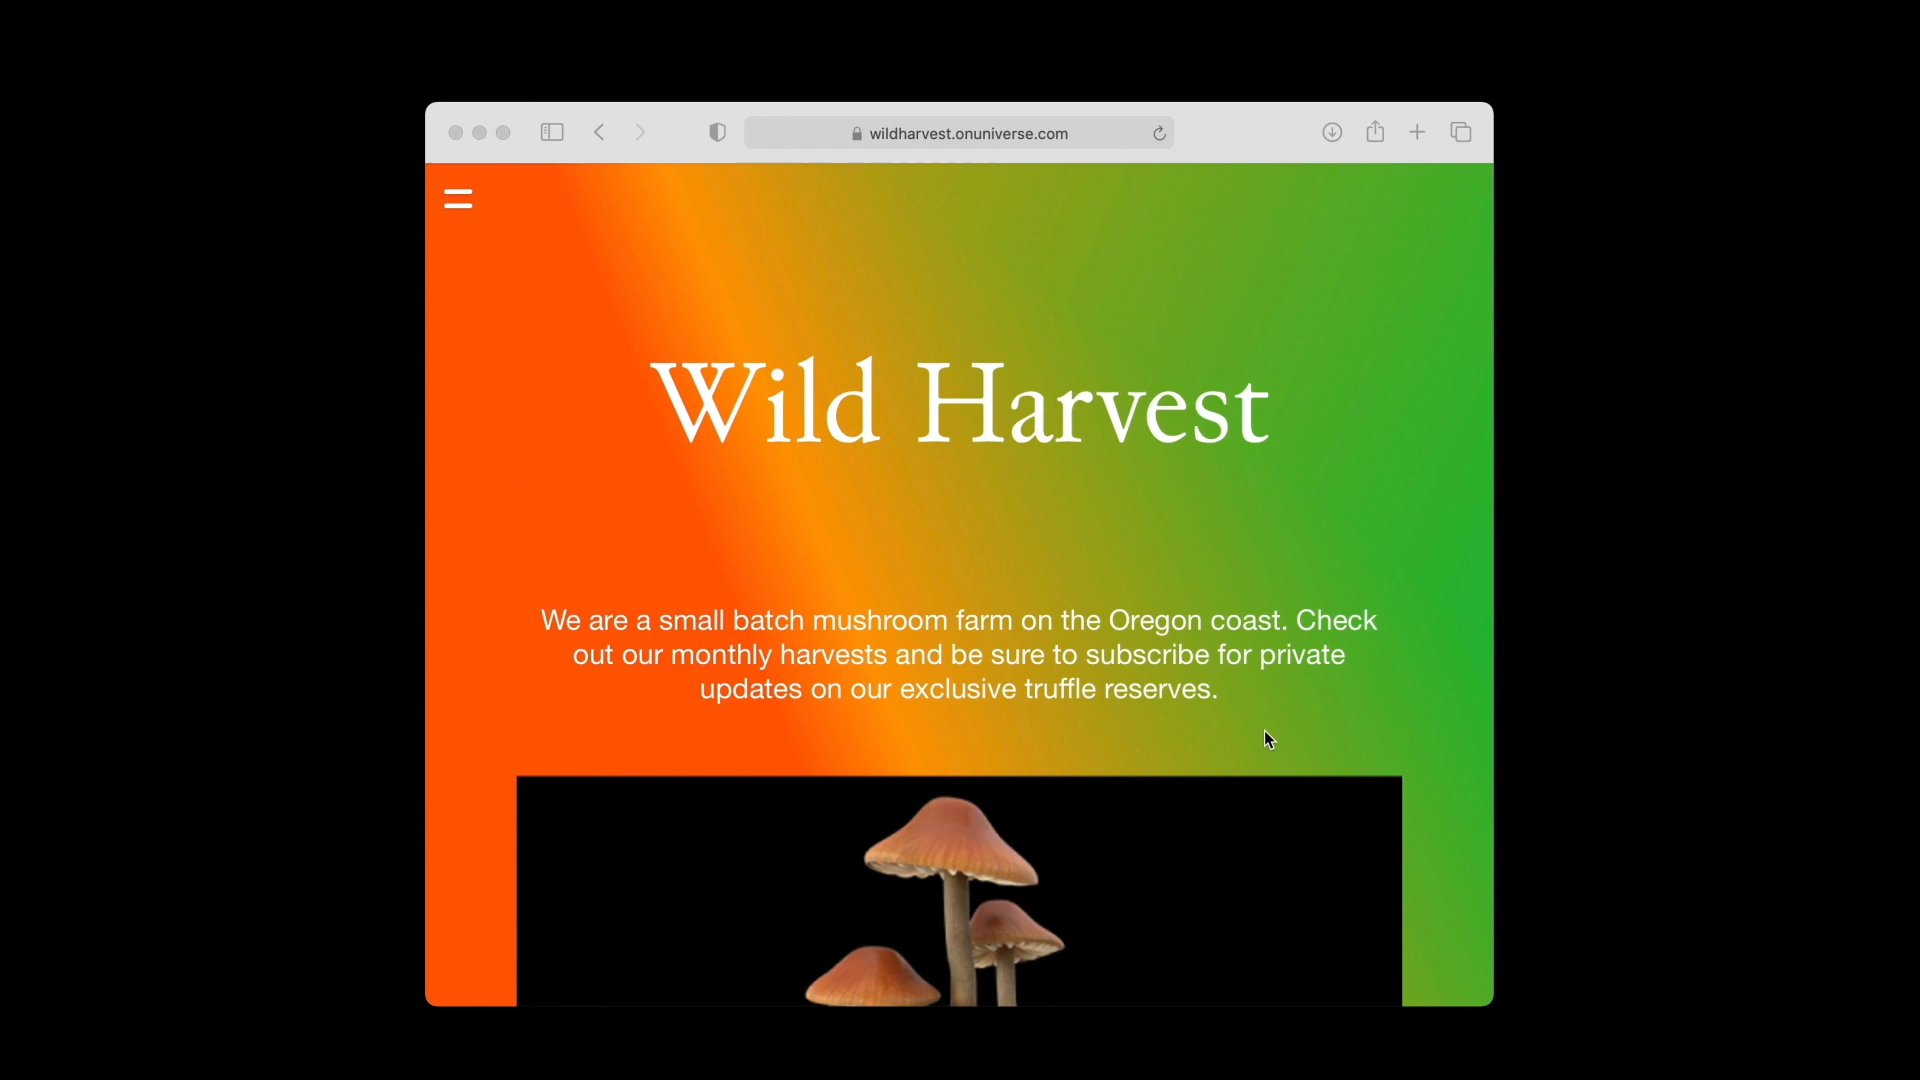 wildharvest.onuniverse.com
Wild Harvest
We are a small batch mushroom farm on the Oregon coast. Check
out our monthly harvests and be sure to subscribe for private
updates on our exclusive truffle reserves.